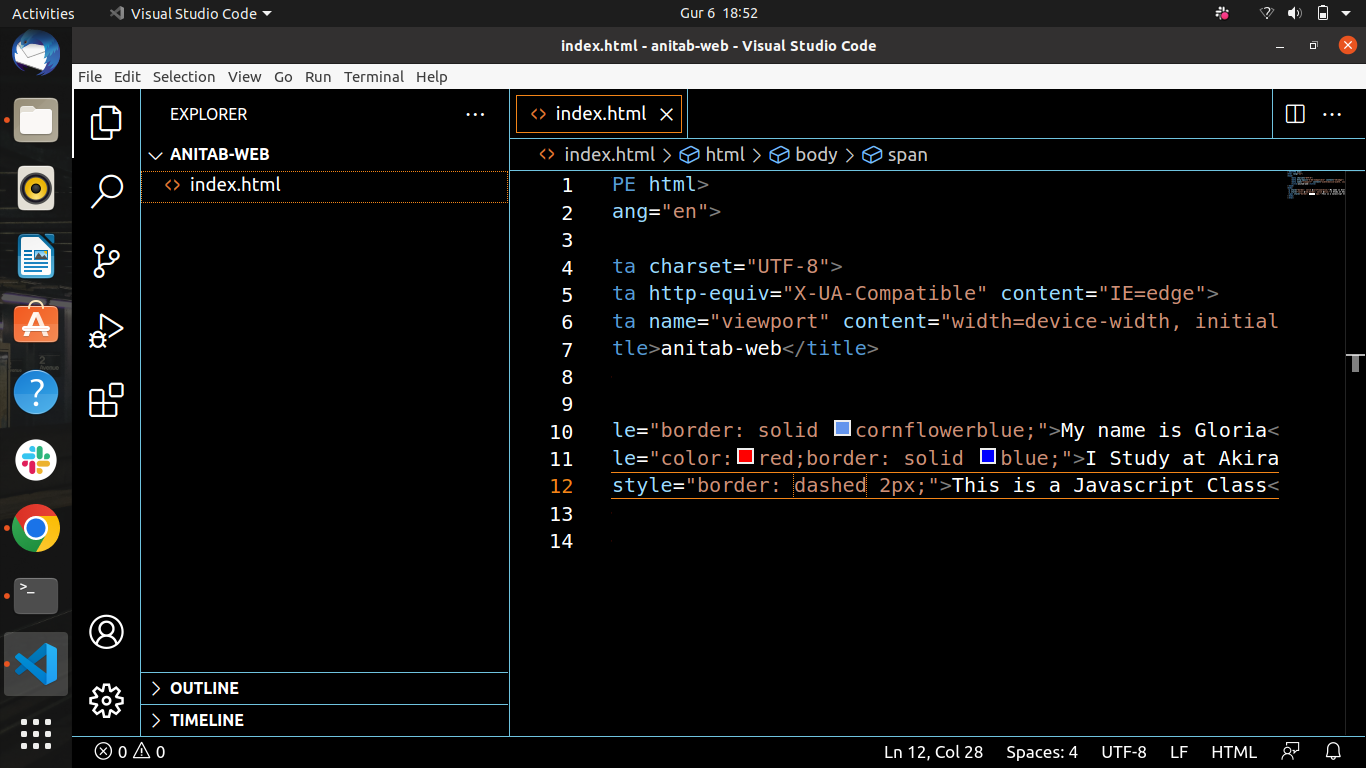 Activities Visual Studio Code Gur 6 18:52
index.html - anitab-web - Visual Studio Code
File Edit Selection View Go Run Terminal Help
EXPLORER
index.html
ANITAB-WEB
index.html
index.html > html > body > span
1 PE html>
2 ang="en">
3
4 ta charset="UTF-8">
5 ta http-equiv="X-UA-Compatible" content="IE=edge">
6 ta name="viewport" content="width=device-width, initial
7 tle>anitab-web</title>
8
9
10 le="border: solid cornflowerblue;">My name is Gloria<
11 le="color:red;border: solid blue;">I Study at Akira
12 style="border: dashed 2px;">This is a Javascript Class<
13
14
OUTLINE
TIMELINE
0 0 Ln 12, Col 28 Spaces: 4 UTF-8 LF HTML